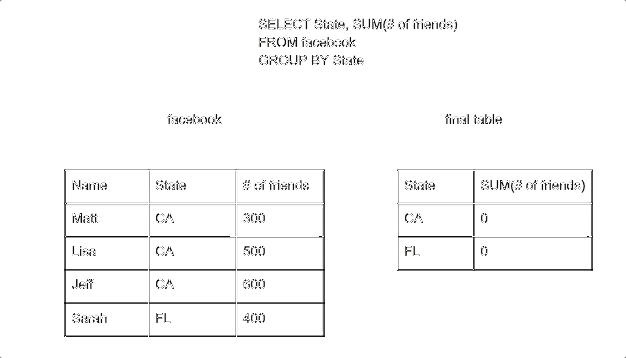 SELECT State, SUM(# of friends)
FROM facebook
GROUP BY State
facebook
final table
Name State # of friends
Matt CA 300
Lisa CA 500
Jeff CA 600
Sarah FL 400
State SUM(# of friends)
CA 0
FL 0